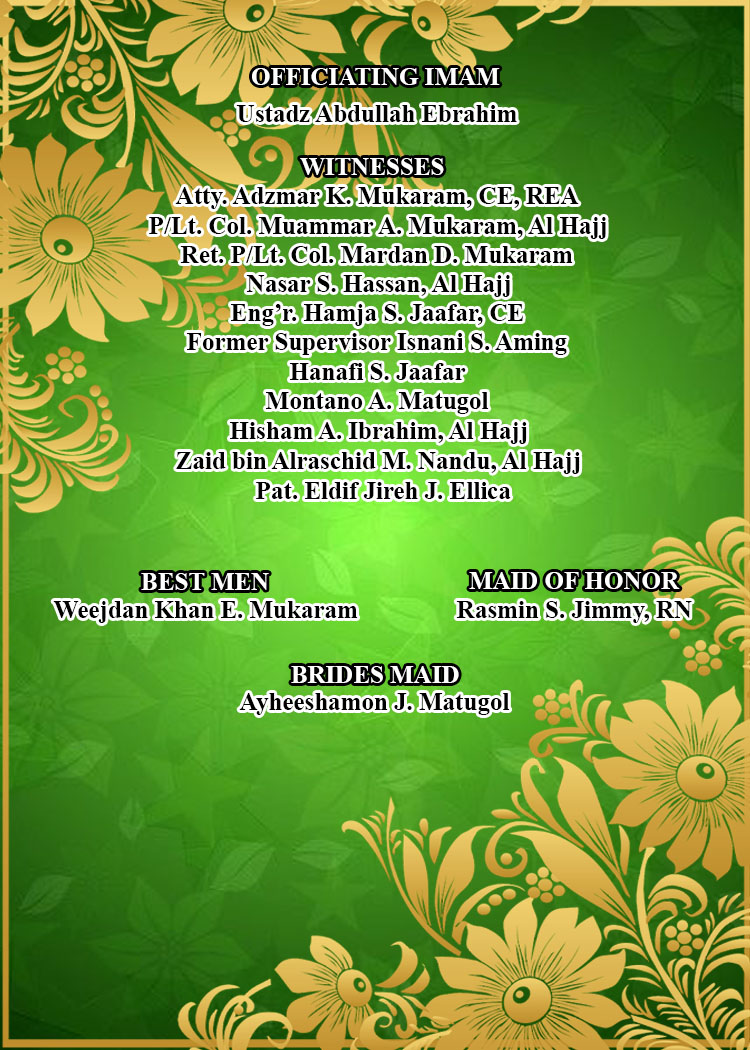 OFFICIATING IMAM
Ustadz Abdullah Ebrahim
WITNESSES
Atty. Adzmar K. Mukaram, CE, REA
P/Lt. Col. Muammar A. Mukaram, Al Hajj
Ret. P/Lt. Col. Mardan D. Mukaram
Nasar S. Hassan, Al Hajj
Eng’r. Hamja S. Jaafar, CE
Former Supervisor Isnani S. Aming
Hanafi S. Jaafar
Montano A. Matugol
Hisham A. Ibrahim, Al Hajj
Zaid bin Alraschid M. Nandu, Al Hajj
Pat. Eldif Jireh J. Ellica
BEST MEN
Weejdan Khan E. Mukaram
MAID OF HONOR
Rasmin S. Jimmy, RN
BRIDES MAID
Ayheeshamon J. Matugol